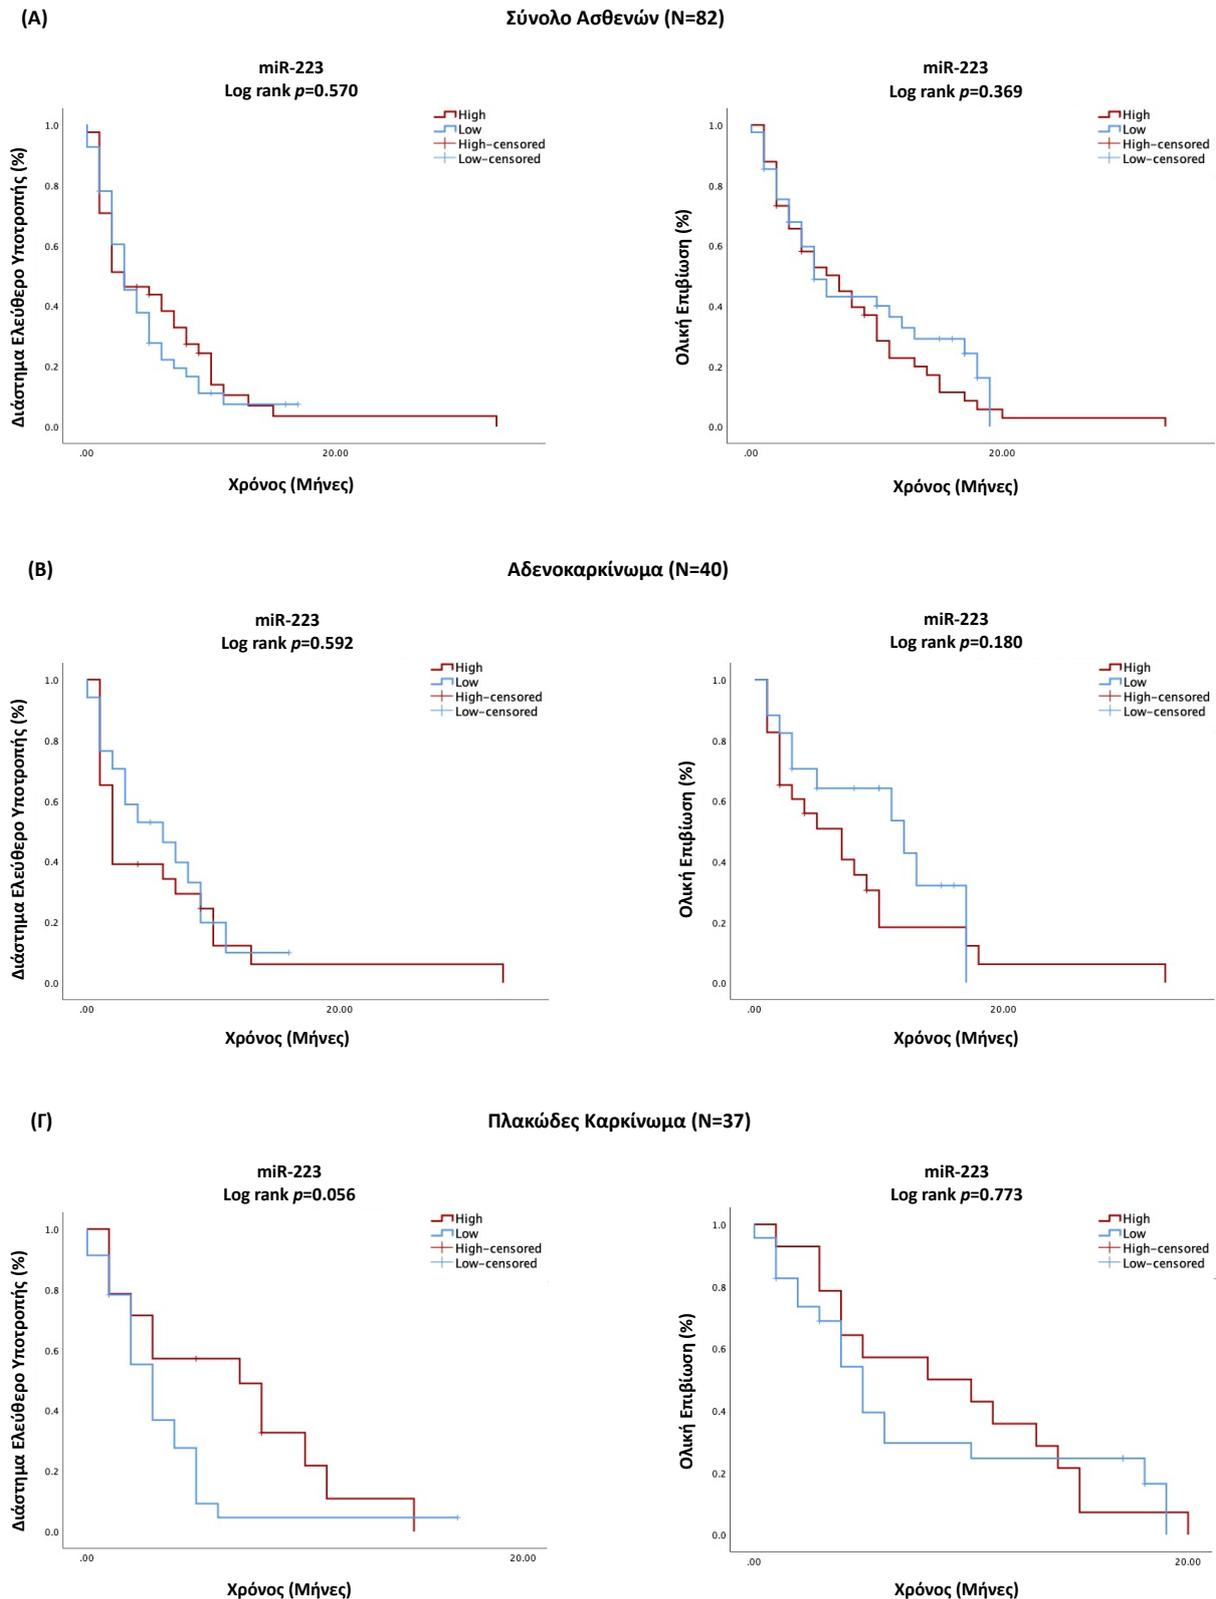 (Α) Σύνολο Ασθενών (N=82)
miR-223
Log rank p=0.570
High
Low
High-censored
Low-censored
Διάστημα Ελεύθερο Υποτροπής (%)
1.0
0.8
0.6
0.4
0.2
0.0
.00 20.00
Χρόνος (Μήνες)
miR-223
Log rank p=0.369
High
Low
High-censored
Low-censored
Ολική Επιβίωση (%)
1.0
0.8
0.6
0.4
0.2
0.0
.00 20.00
Χρόνος (Μήνες)
(Β) Αδενοκαρκίνωμα (N=40)
miR-223
Log rank p=0.592
High
Low
High-censored
Low-censored
Διάστημα Ελεύθερο Υποτροπής (%)
1.0
0.8
0.6
0.4
0.2
0.0
.00 20.00
Χρόνος (Μήνες)
miR-223
Log rank p=0.180
High
Low
High-censored
Low-censored
Ολική Επιβίωση (%)
1.0
0.8
0.6
0.4
0.2
0.0
.00 20.00
Χρόνος (Μήνες)
(Γ) Πλακώδες Καρκίνωμα (N=37)
miR-223
Log rank p=0.056
High
Low
High-censored
Low-censored
Διάστημα Ελεύθερο Υποτροπής (%)
1.0
0.8
0.6
0.4
0.2
0.0
.00 20.00
Χρόνος (Μήνες)
miR-223
Log rank p=0.773
High
Low
High-censored
Low-censored
Ολική Επιβίωση (%)
1.0
0.8
0.6
0.4
0.2
0.0
.00 20.00
Χρόνος (Μήνες)